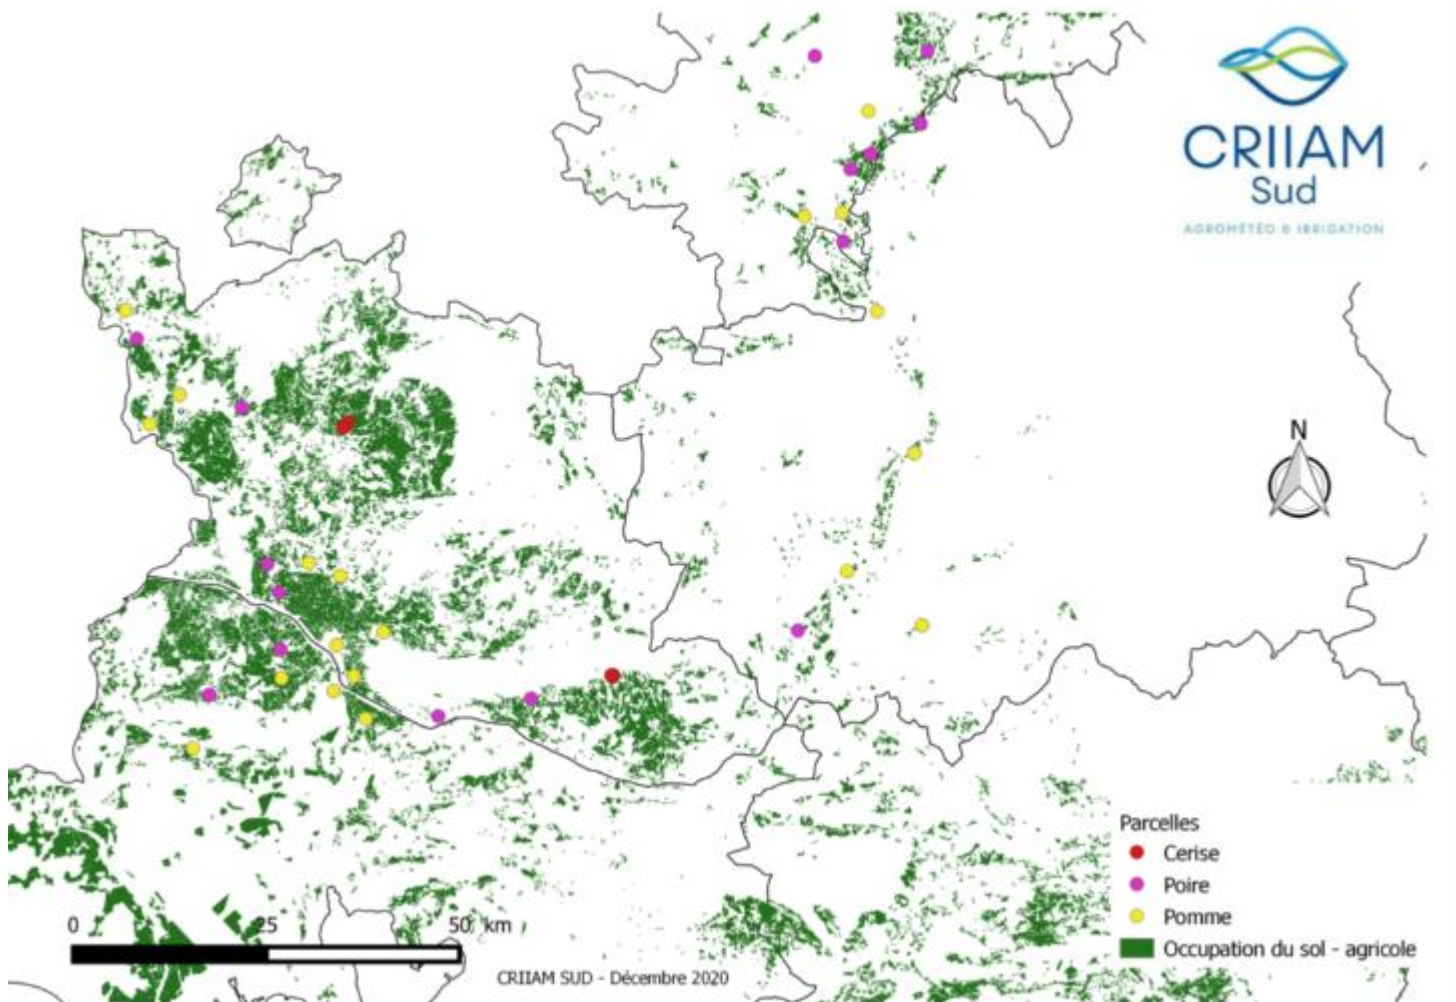 CRIIAM
Sud
AGROMÉTÉO & IRRIGATION
N
Parcelles
Cerise
Poire
Pomme
Occupation du sol - agricole
0 25 50 km
CRIIAM SUD - Décembre 2020